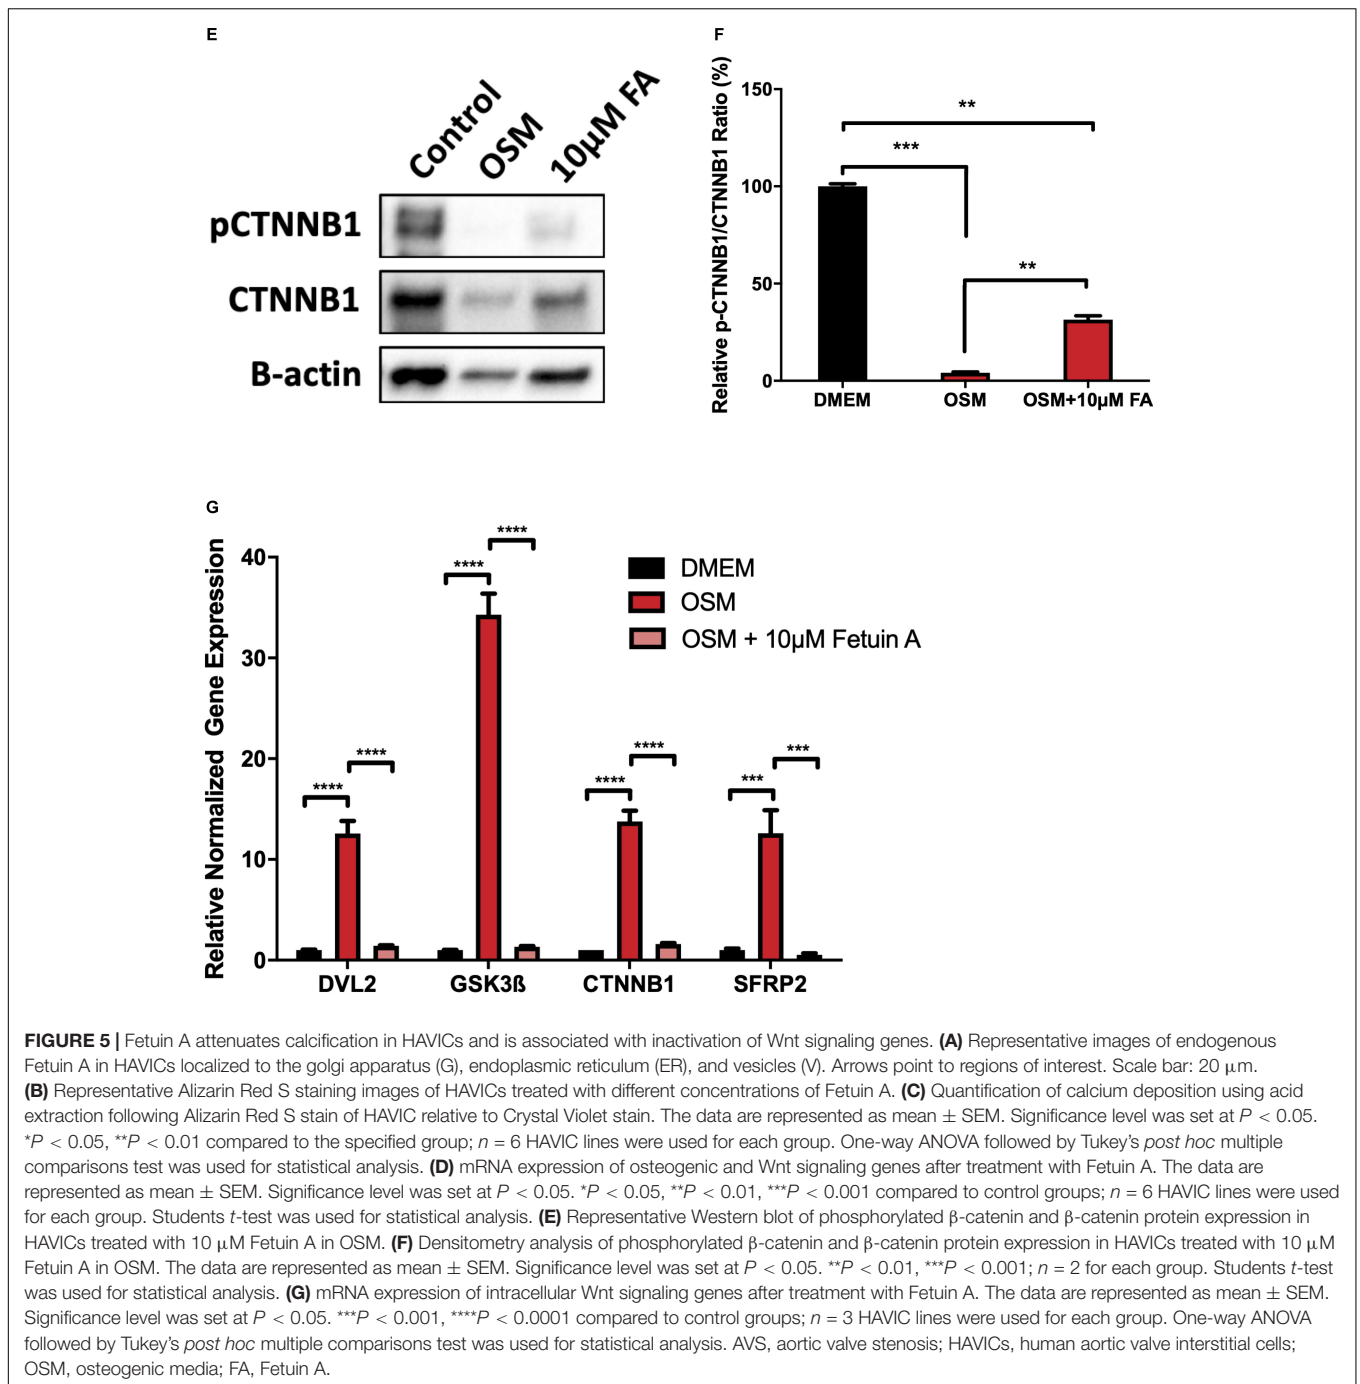 E
Control
OSM
10µM FA
pCTNNB1
CTNNB1
B-actin
F
Relative p-CTNNB1/CTNNB1 Ratio (%)
150
100
50
0
**
***
**
DMEM
OSM
OSM+10µM FA
G
Relative Normalized Gene Expression
40
30
20
10
0
****
****
****
****
****
****
***
***
DMEM
OSM
OSM + 10µM Fetuin A
DVL2
GSK3ß
CTNNB1
SFRP2
FIGURE 5 | Fetuin A attenuates calcification in HAVICs and is associated with inactivation of Wnt signaling genes. (A) Representative images of endogenous
Fetuin A in HAVICs localized to the golgi apparatus (G), endoplasmic reticulum (ER), and vesicles (V). Arrows point to regions of interest. Scale bar: 20 μm.
(B) Representative Alizarin Red S staining images of HAVICs treated with different concentrations of Fetuin A. (C) Quantification of calcium deposition using acid
extraction following Alizarin Red S stain of HAVIC relative to Crystal Violet stain. The data are represented as mean ± SEM. Significance level was set at P < 0.05.
*P < 0.05, **P < 0.01 compared to the specified group; n = 6 HAVIC lines were used for each group. One-way ANOVA followed by Tukey's post hoc multiple
comparisons test was used for statistical analysis. (D) mRNA expression of osteogenic and Wnt signaling genes after treatment with Fetuin A. The data are
represented as mean ± SEM. Significance level was set at P < 0.05. *P < 0.05, **P < 0.01, ***P < 0.001 compared to control groups; n = 6 HAVIC lines were used
for each group. Students t-test was used for statistical analysis. (E) Representative Western blot of phosphorylated β-catenin and β-catenin protein expression in
HAVICs treated with 10 μM Fetuin A in OSM. (F) Densitometry analysis of phosphorylated β-catenin and β-catenin protein expression in HAVICs treated with 10 μM
Fetuin A in OSM. The data are represented as mean ± SEM. Significance level was set at P < 0.05. **P < 0.01, ***P < 0.001; n = 2 for each group. Students t-test
was used for statistical analysis. (G) mRNA expression of intracellular Wnt signaling genes after treatment with Fetuin A. The data are represented as mean ± SEM.
Significance level was set at P < 0.05. ***P < 0.001, ****P < 0.0001 compared to control groups; n = 3 HAVIC lines were used for each group. One-way ANOVA
followed by Tukey's post hoc multiple comparisons test was used for statistical analysis. AVS, aortic valve stenosis; HAVICs, human aortic valve interstitial cells;
OSM, osteogenic media; FA, Fetuin A.